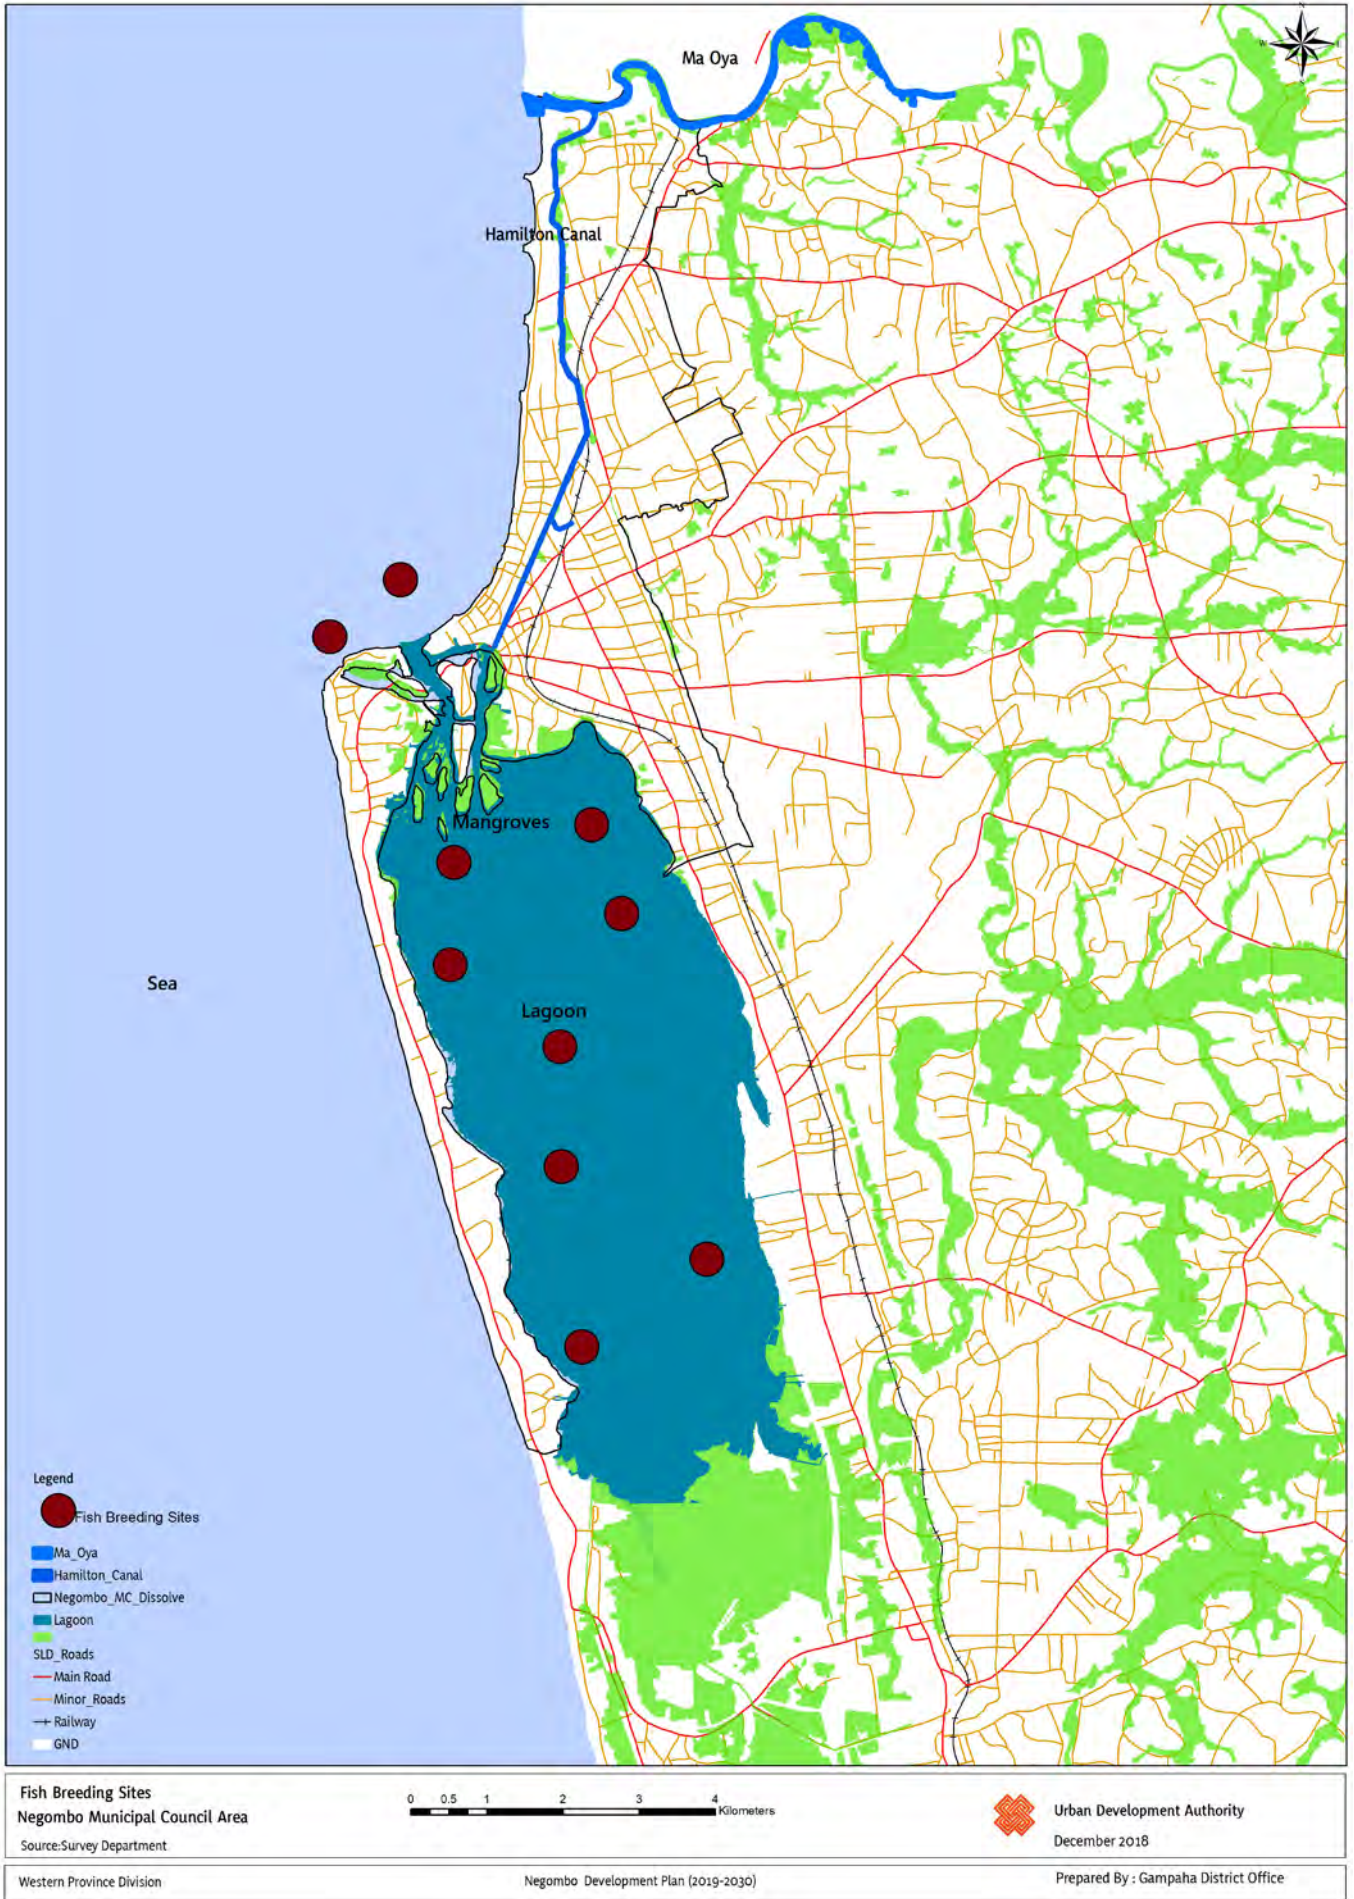 N
W
E
Ma Oya
Hamilton Canal
Mangroves
Sea
Lagoon
Legend
Fish Breeding Sites
Ma_Oya
Hamilton_Canal
Negombo_MC_Dissolve
Lagoon
SLD_Roads
Main Road
Minor_Roads
Railway
GND
Fish Breeding Sites
Negombo Municipal Council Area
Source:Survey Department
0 0.5 1 2 3 4
Kilometers
Urban Development Authority
December 2018
Western Province Division
Negombo Development Plan (2019-2030)
Prepared By : Gampaha District Office